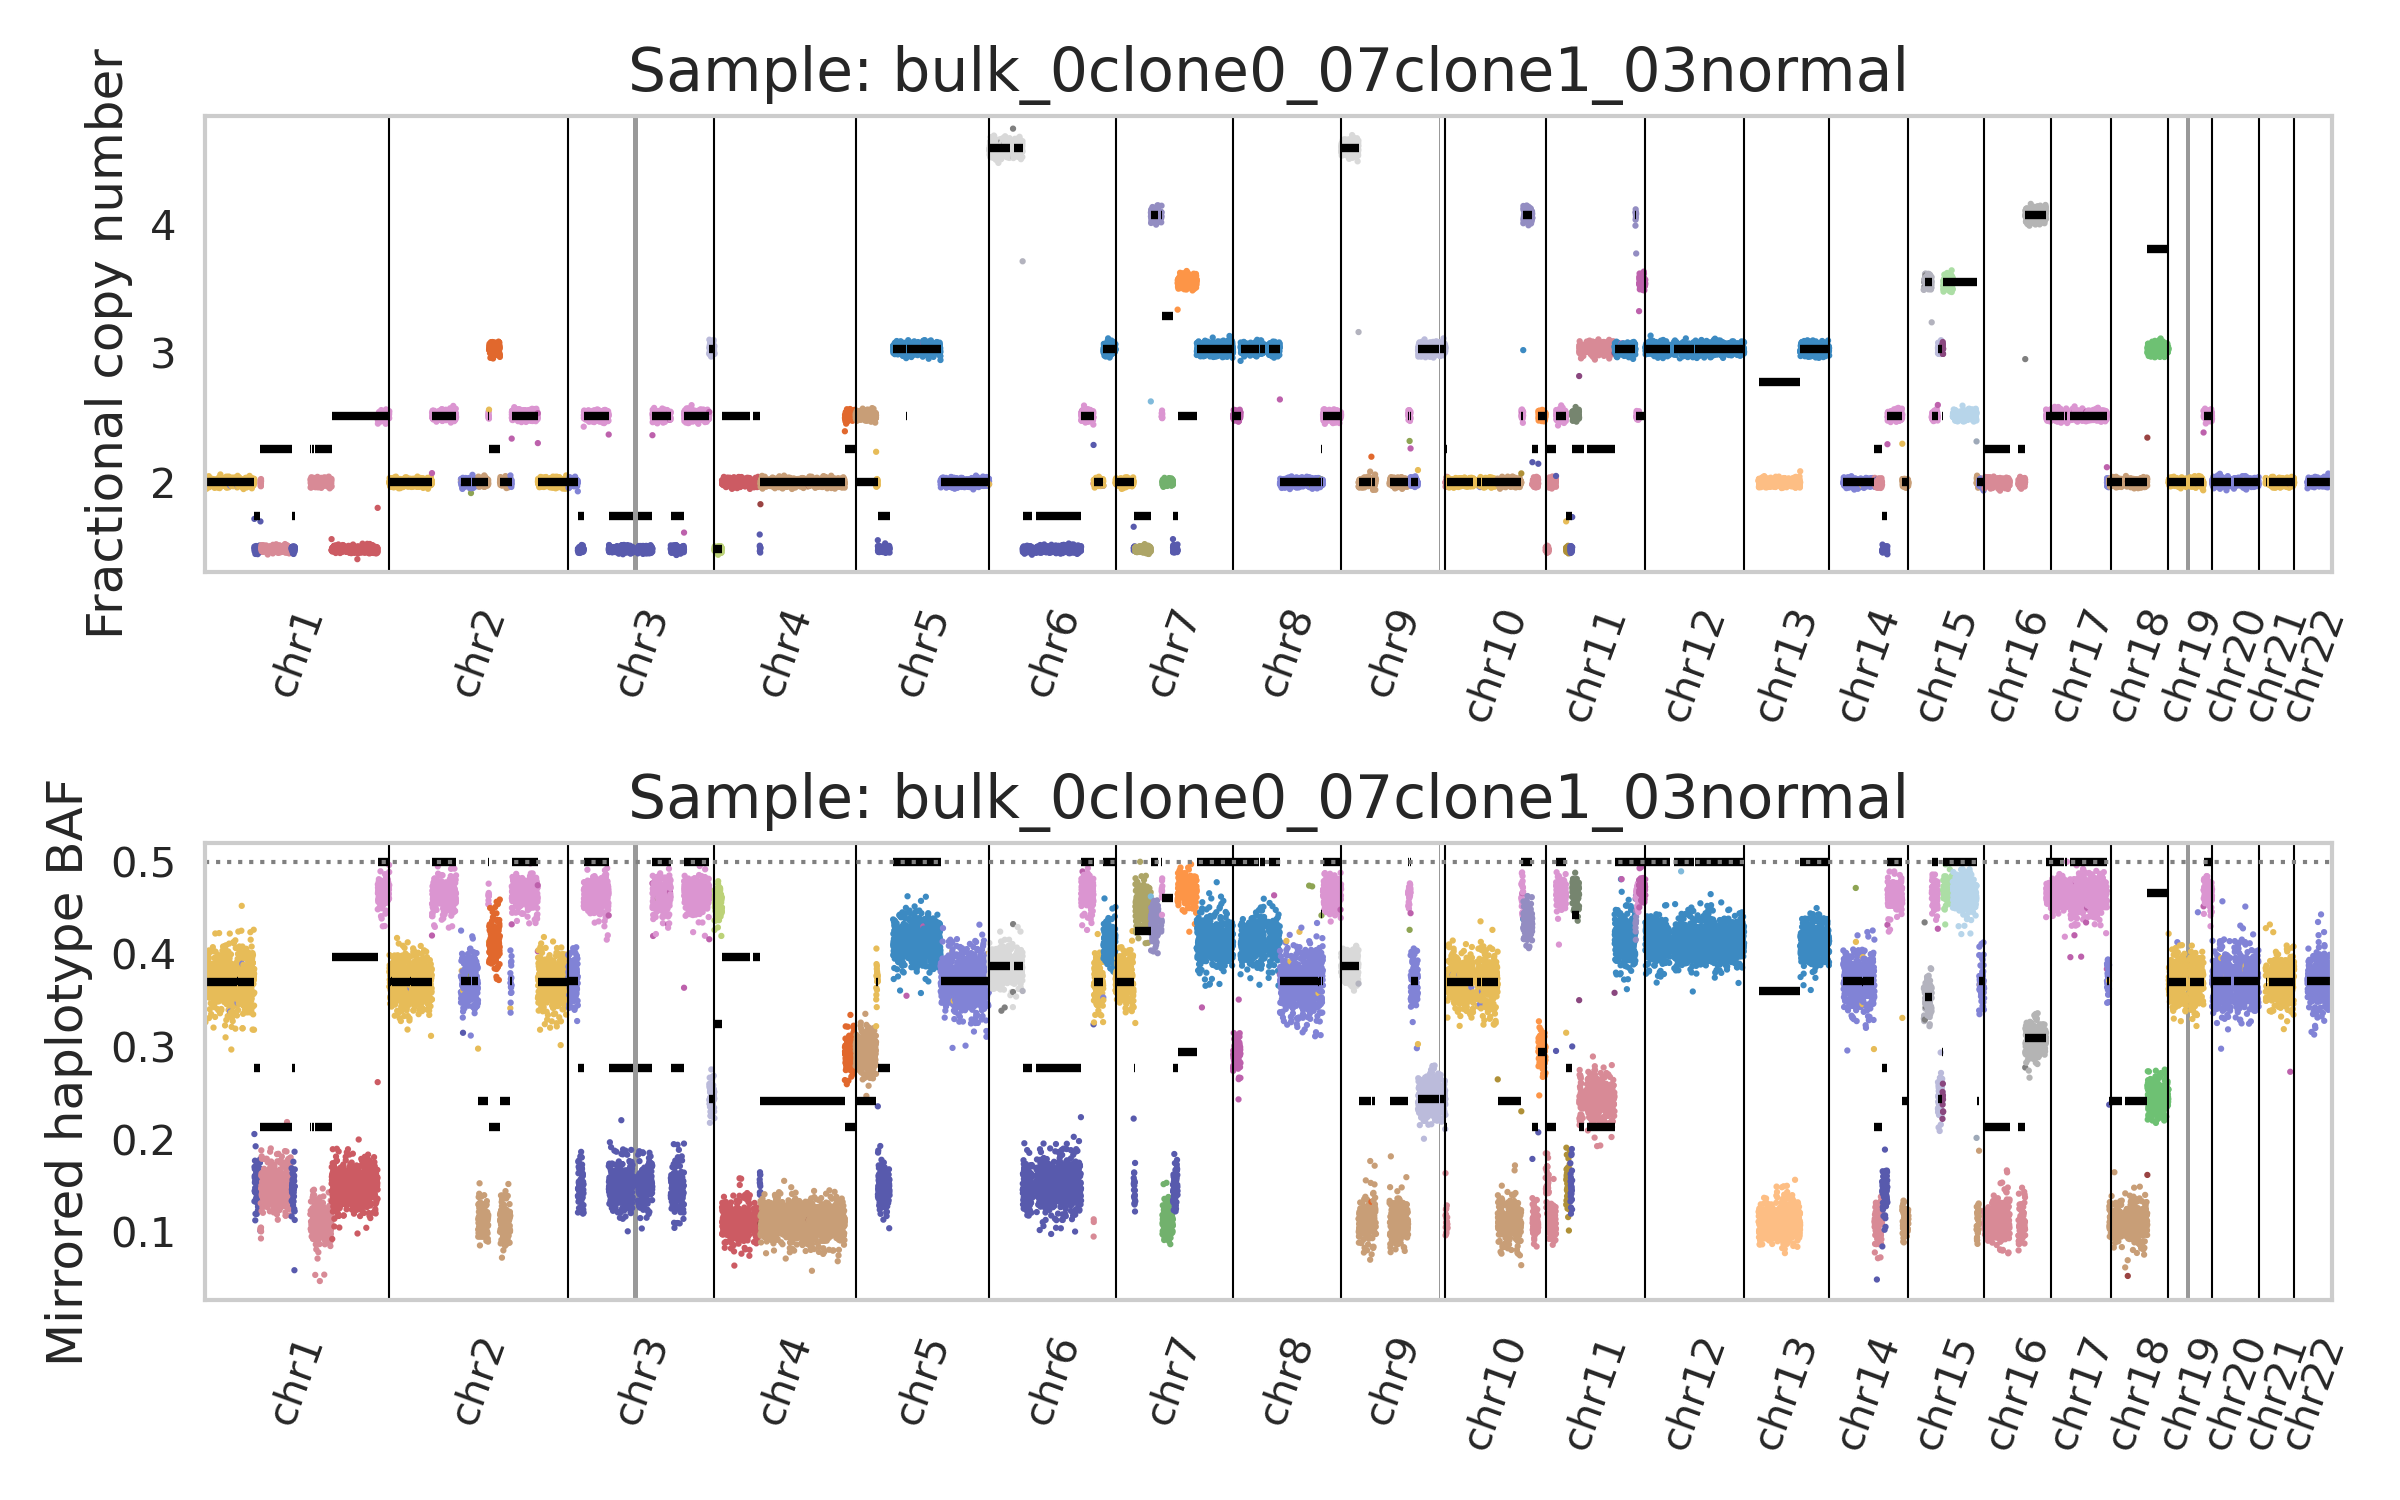 Sample: bulk_0clone0_07clone1_03normal
Fractional copy number
4
3
2
chr1 chr2 chr3 chr4 chr5 chr6 chr7 chr8 chr9 chr10 chr11 chr12 chr13 chr14 chr15 chr16 chr17 chr18 chr19 chr20 chr21 chr22
Sample: bulk_0clone0_07clone1_03normal
Mirrored haplotype BAF
0.5
0.4
0.3
0.2
0.1
chr1 chr2 chr3 chr4 chr5 chr6 chr7 chr8 chr9 chr10 chr11 chr12 chr13 chr14 chr15 chr16 chr17 chr18 chr19 chr20 chr21 chr22